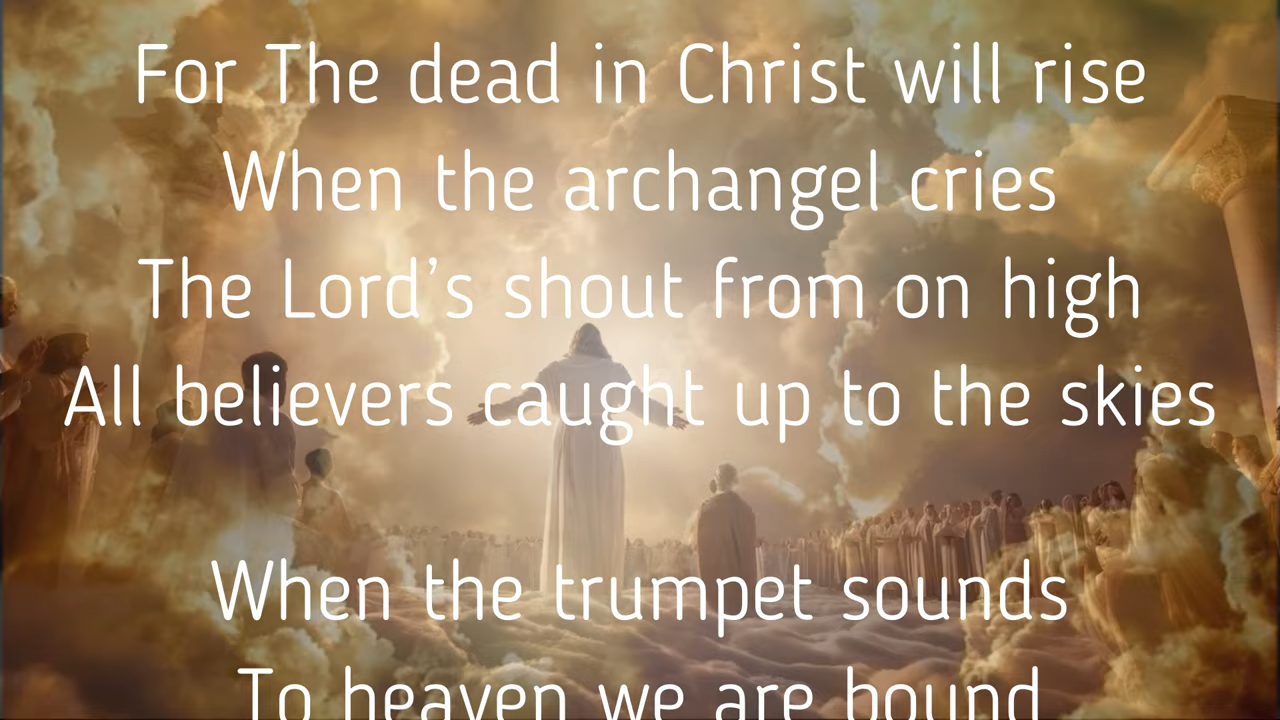 For The dead in Christ will rise
When the archangel cries
The Lord’s shout from on high
All believers caught up to the skies
When the trumpet sounds
To heaven we are bound